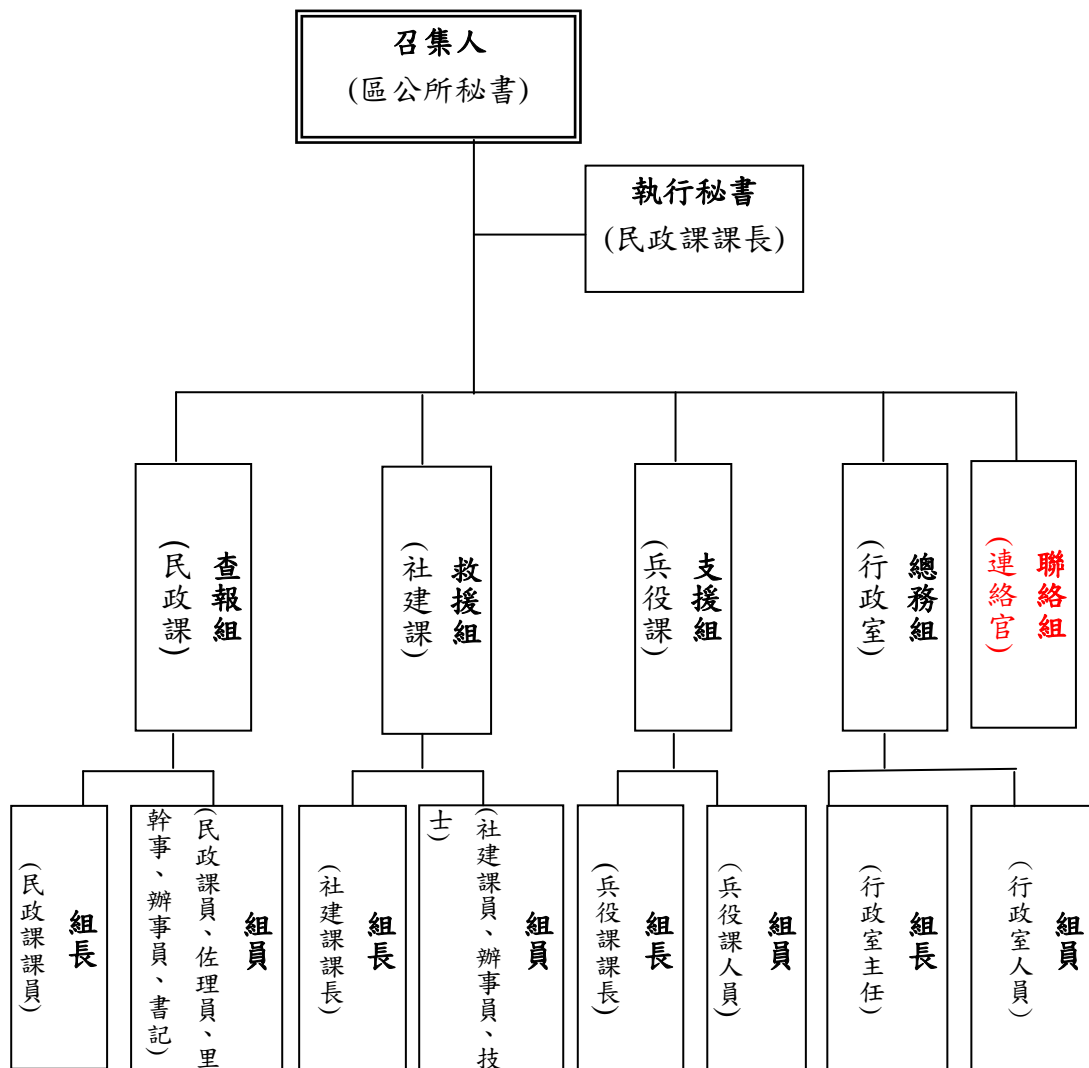 召集人
(區公所秘書)
執行秘書
(民政課課長)
查報組
(民政課)
救援組
(社建課)
支援組
(兵役課)
總務組
(行政室)
聯絡組
(連絡官)
組長
(民政課課員)
組員
(民政課員、佐理員、里
幹事、辦事員、書記)
組長
(社建課課長)
組員
(社建課員、辦事員、技
士)
組長
(兵役課課長)
組員
(兵役課人員)
組長
(行政室主任)
組員
(行政室人員)